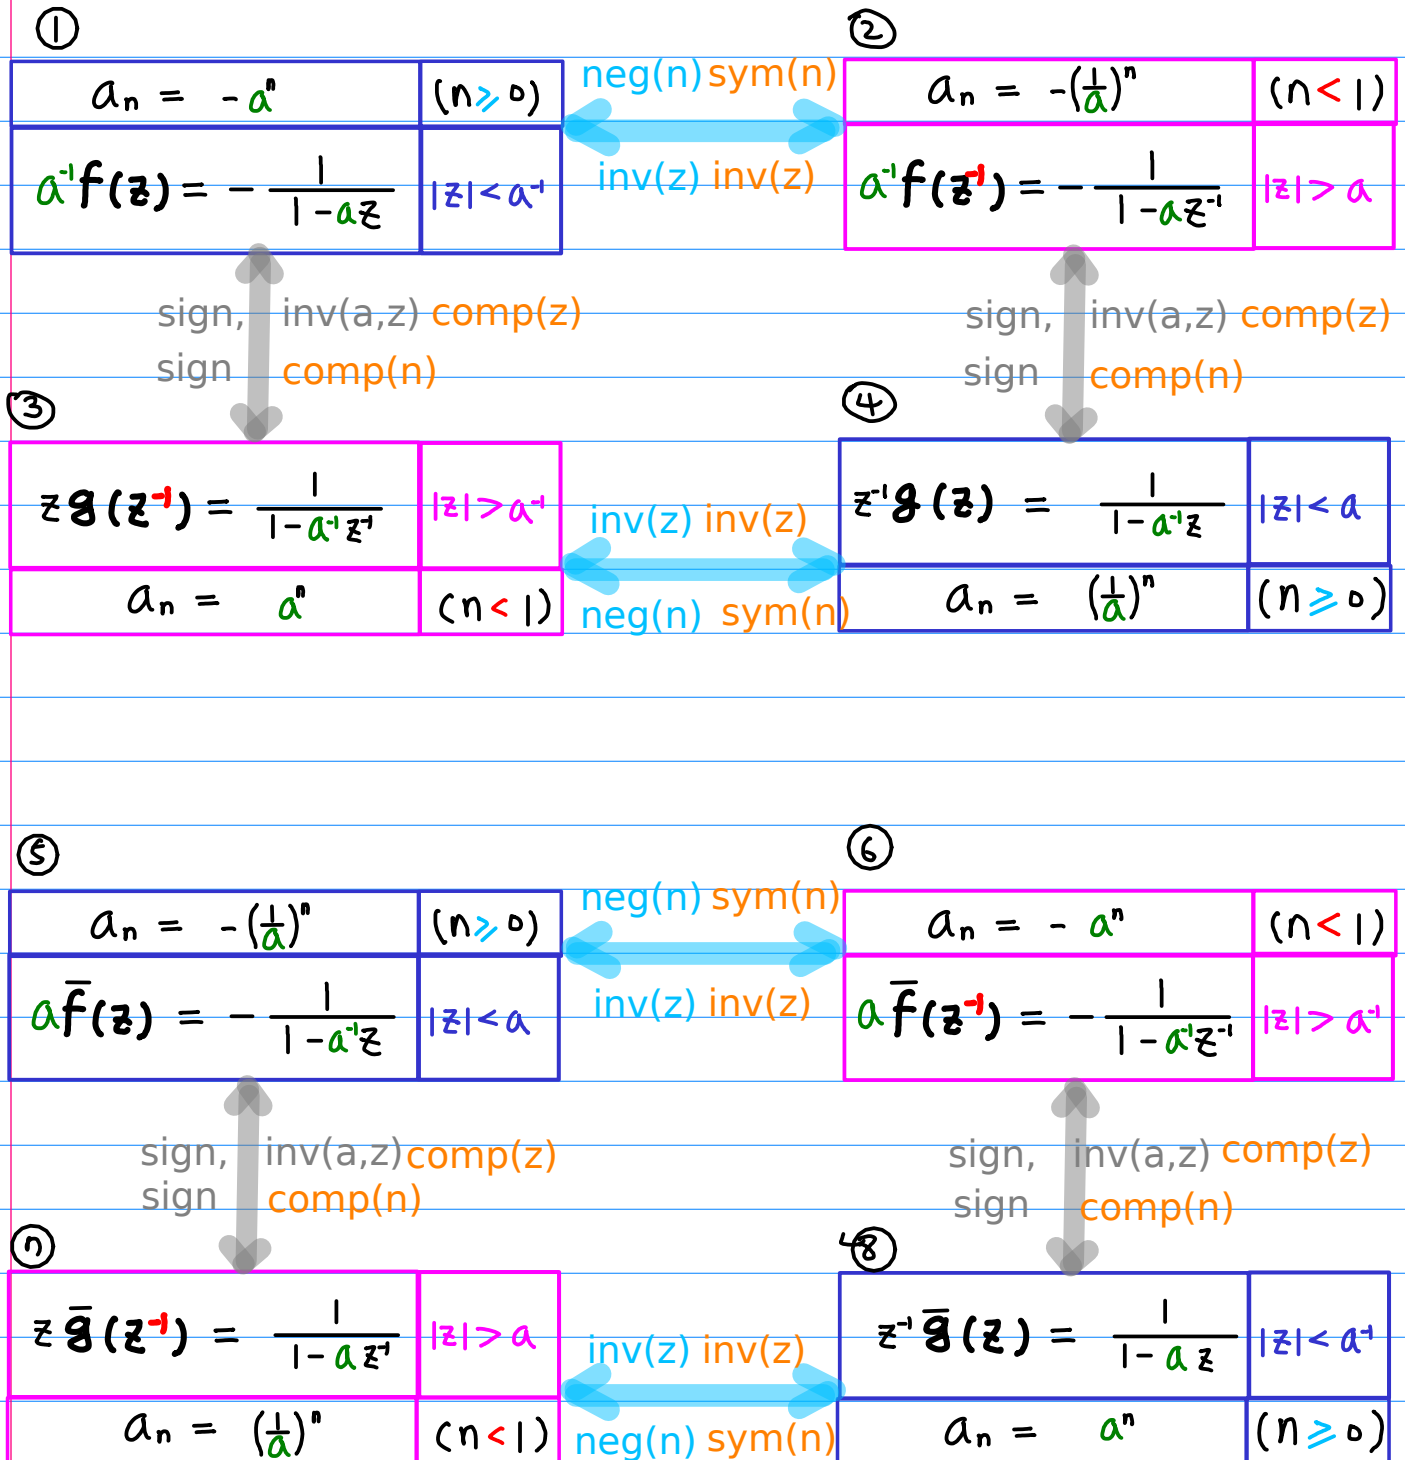 ① ②
aₙ = -aⁿ (n ⩾ 0) neg(n) sym(n) aₙ = -(1/a)ⁿ (n < 1)
a⁻¹f(z) = - 1/(1-az) |z| < a⁻¹ inv(z) inv(z) a⁻¹f(z⁻¹) = - 1/(1-az⁻¹) |z| > a
sign, inv(a,z) comp(z) sign, inv(a,z) comp(z)
sign comp(n) sign comp(n)
③ ④
z g(z⁻¹) = 1/(1-a⁻¹z⁻¹) |z| > a⁻¹ inv(z) inv(z) z⁻¹g(z) = 1/(1-a⁻¹z) |z| < a
aₙ = aⁿ (n < 1) neg(n) sym(n) aₙ = (1/a)ⁿ (n ⩾ 0)
⑤ ⑥
aₙ = -(1/a)ⁿ (n ⩾ 0) neg(n) sym(n) aₙ = - aⁿ (n < 1)
a f̅(z) = - 1/(1-a⁻¹z) |z| < a inv(z) inv(z) a f̅(z⁻¹) = - 1/(1-a⁻¹z⁻¹) |z| > a⁻¹
sign, inv(a,z) comp(z) sign, inv(a,z) comp(z)
sign comp(n) sign comp(n)
⑦ ⑧
z g̅(z⁻¹) = 1/(1-az⁻¹) |z| > a inv(z) inv(z) z⁻¹g̅(z) = 1/(1-az) |z| < a⁻¹
aₙ = (1/a)ⁿ (n < 1) neg(n) sym(n) aₙ = aⁿ (n ⩾ 0)